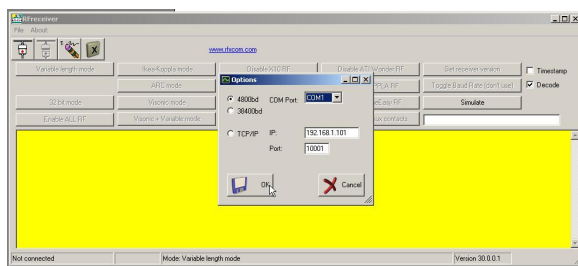 RFreceiver
File About
www.rfxcom.com
Variable length mode
Ikea-Koppla mode
Disable X10 RF
Disable ATI Wonder RF
Get receiver version
Timestamp
ARC mode
Toggle Baud Rate (don't use)
Decode
32 bit mode
Visonic mode
Simulate
Enable ALL RF
Visonic + Variable mode
Options
4800bd
COM Port:
COM1
38400bd
TCP/IP
IP:
192.168.1.101
Port:
10001
OK
Cancel
Not connected
Mode: Variable length mode
Version 30.0.0.1